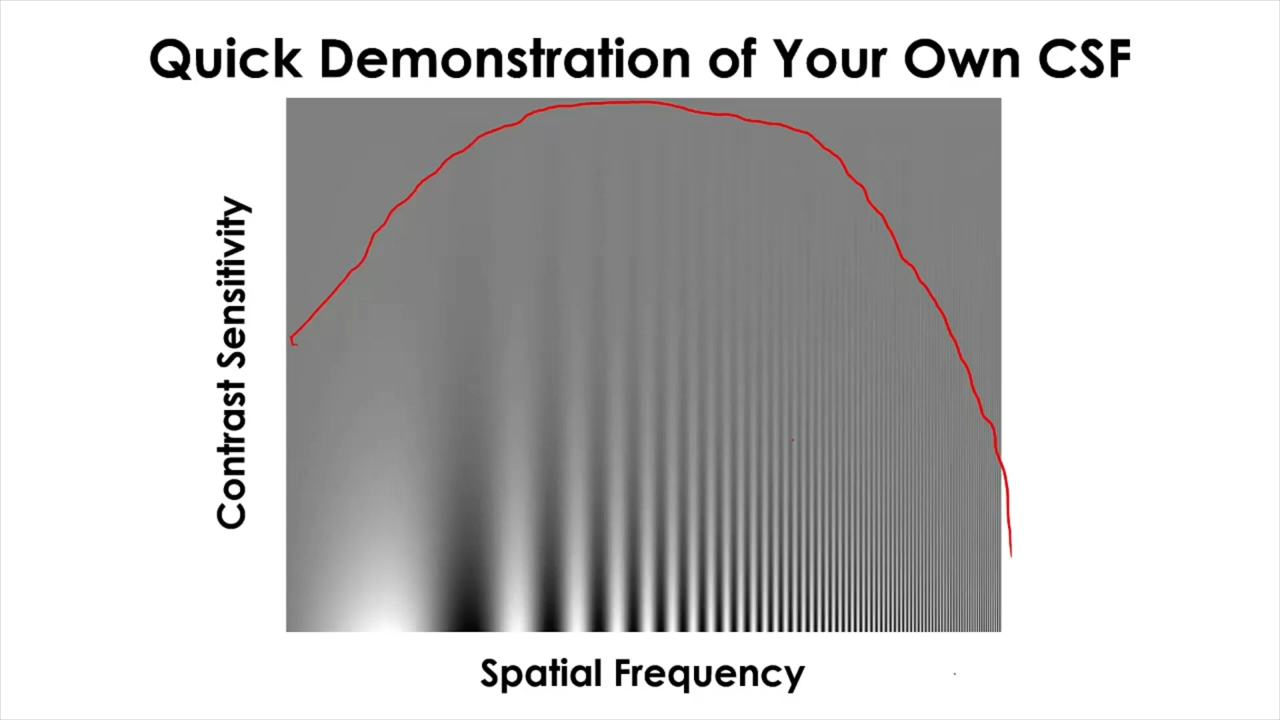 Quick Demonstration of Your Own CSF
Contrast Sensitivity
Spatial Frequency